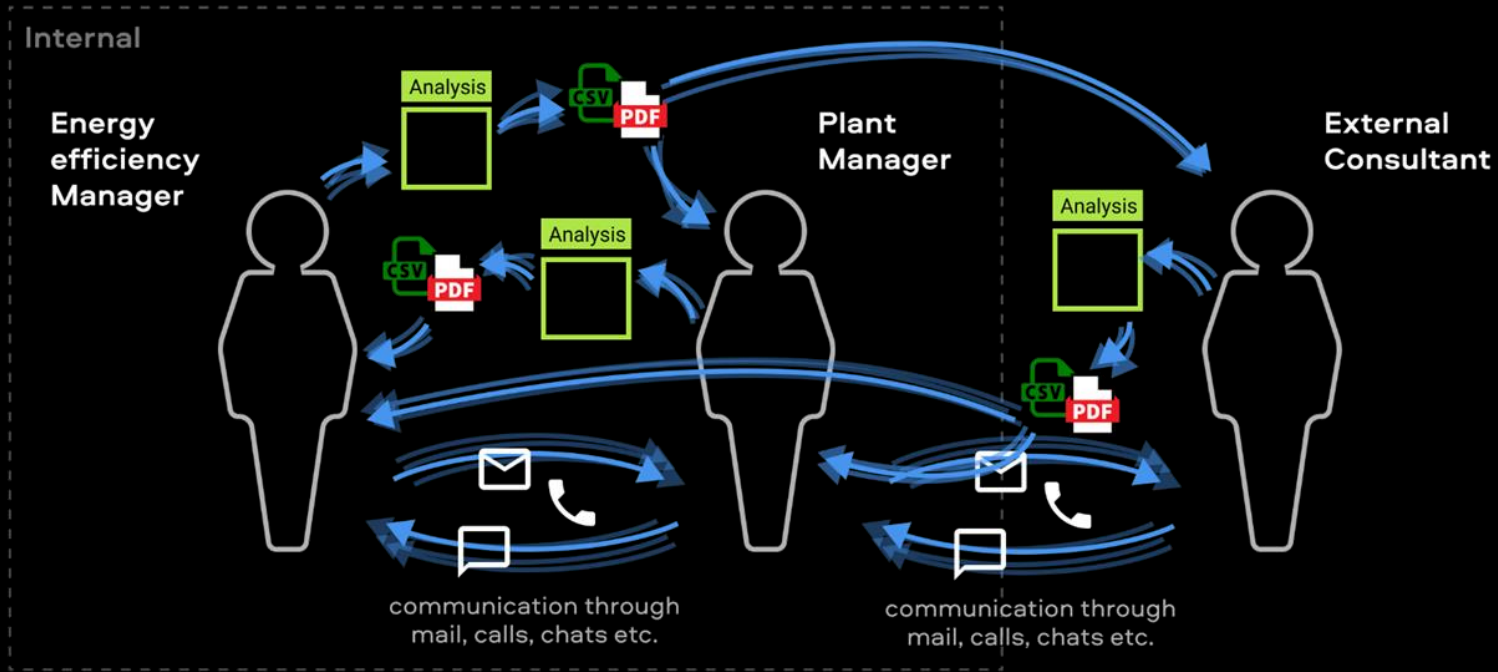 Internal
Energy
efficiency
Manager
Analysis
CSV
PDF
Plant
Manager
External
Consultant
Analysis
CSV
PDF
Analysis
CSV
PDF
communication through
mail, calls, chats etc.
communication through
mail, calls, chats etc.